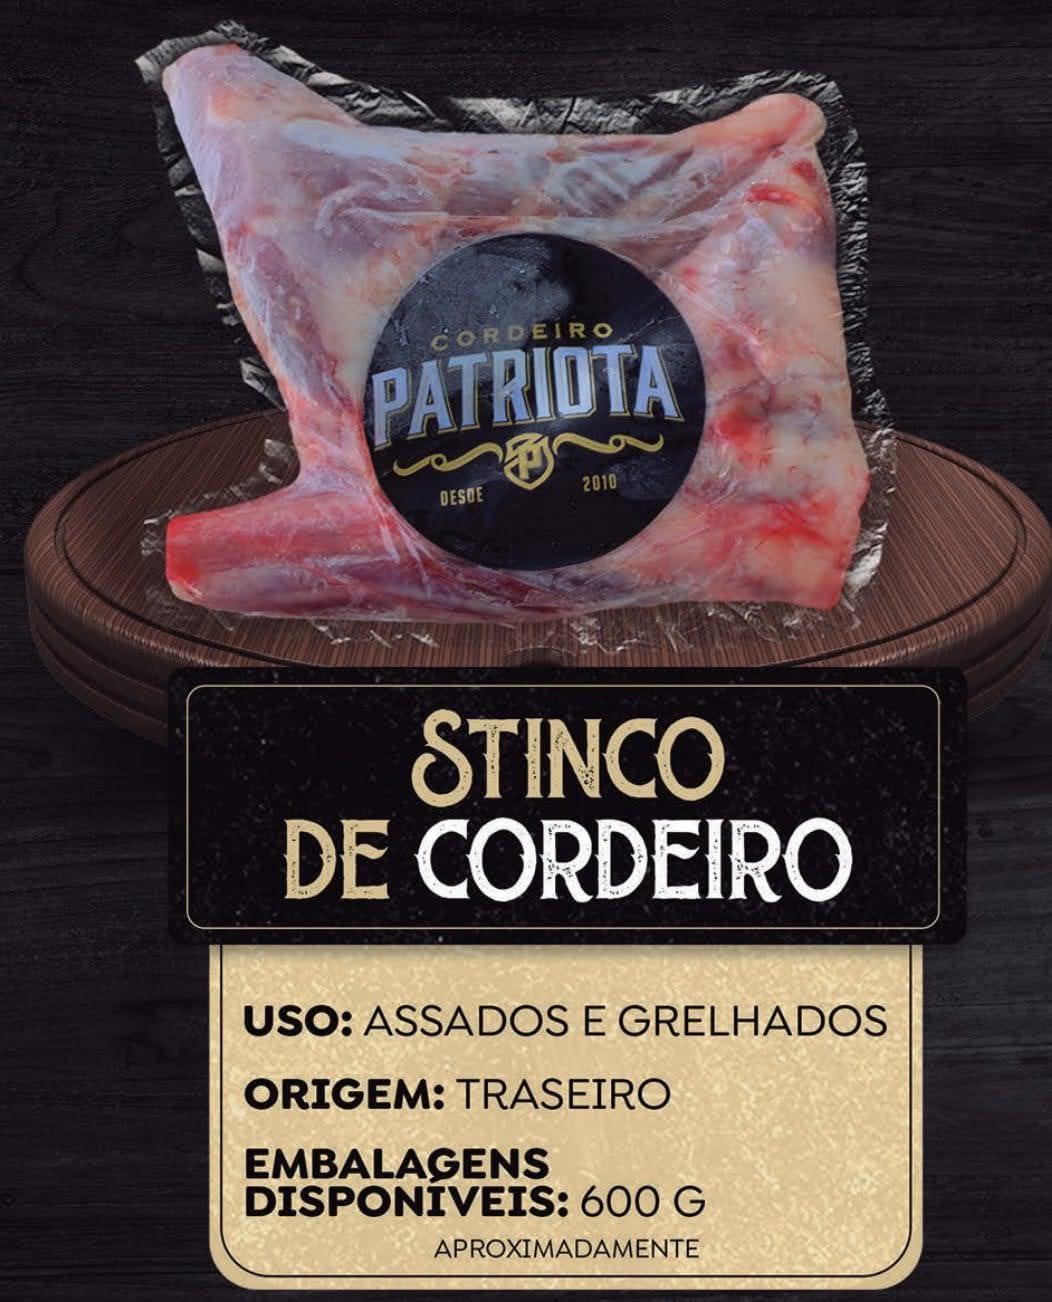 CORDEIRO
PATRIOTA
DESDE 2010
STINCO
DE CORDEIRO
USO: ASSADOS E GRELHADOS
ORIGEM: TRASEIRO
EMBALAGENS
DISPONÍVEIS: 600 G
APROXIMADAMENTE